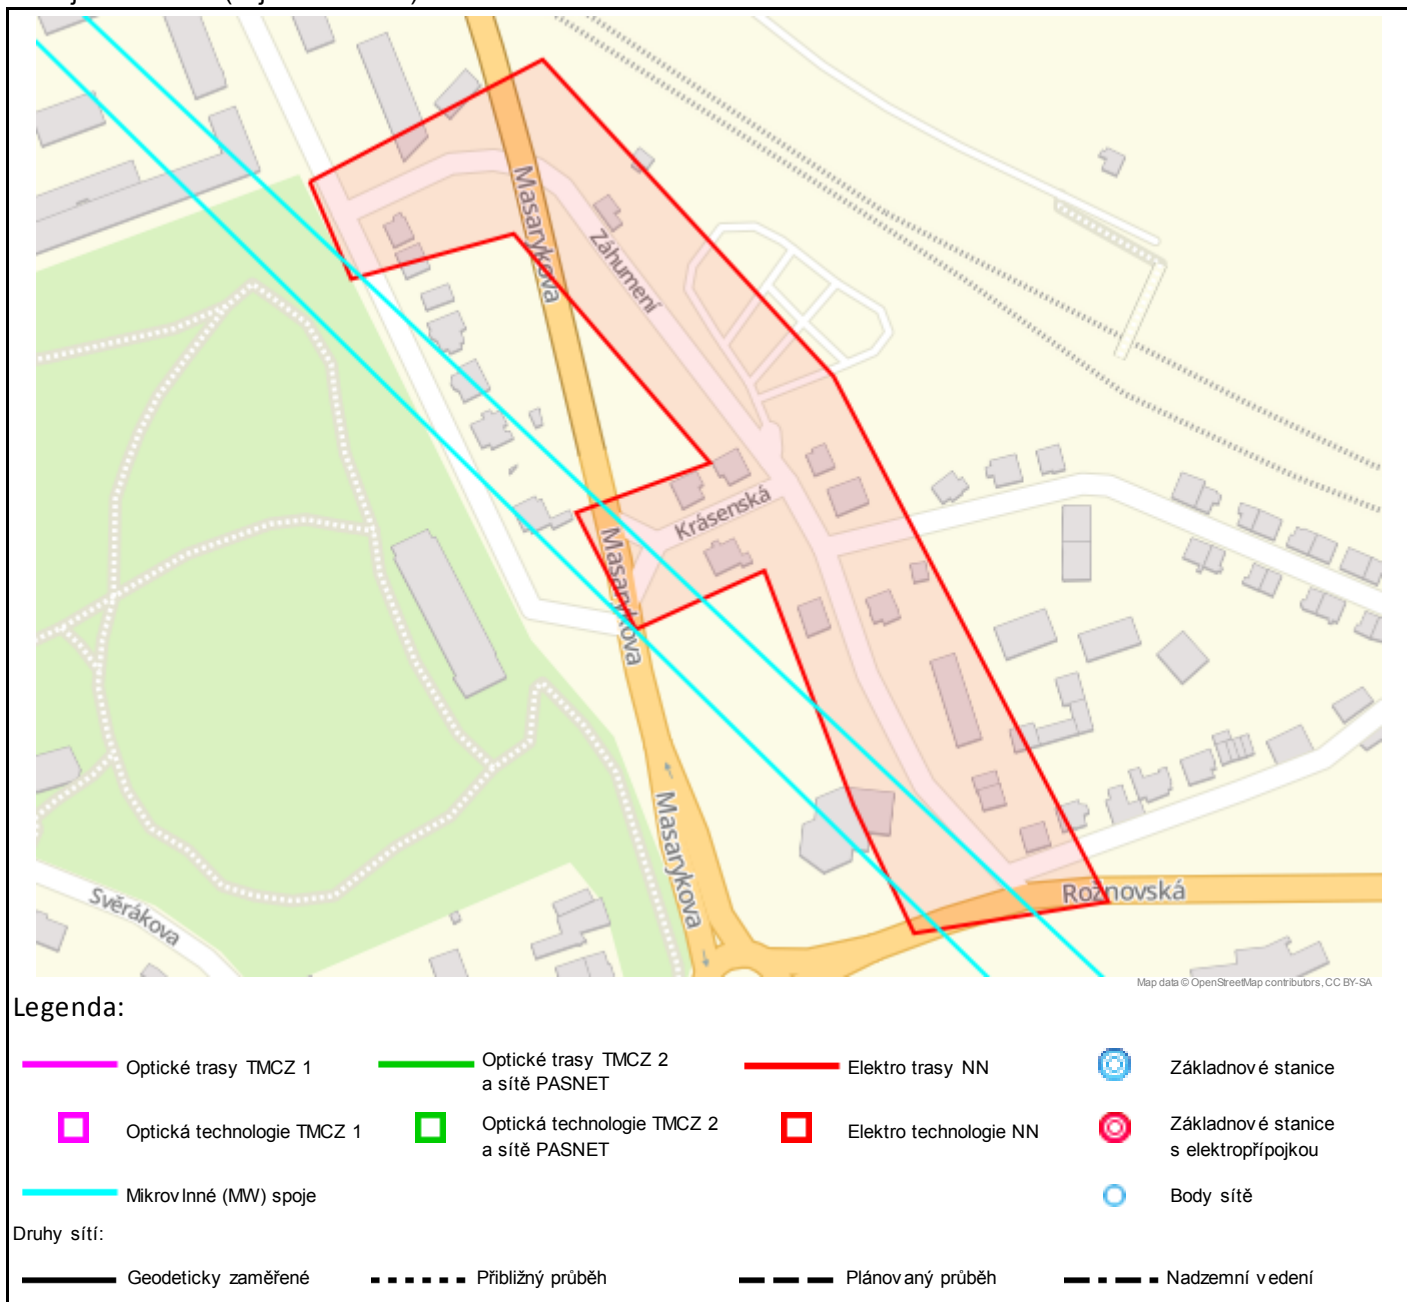 Masarykova
Záhumení
Krásenská
Masarykova
Masarykova
Rožnovská
Svěrákova
Map data © OpenStreetMap contributors, CC BY-SA
Legenda:
Optické trasy TMCZ 1
Optické trasy TMCZ 2
a sítě PASNET
Elektro trasy NN
Základnové stanice
Optická technologie TMCZ 1
Optická technologie TMCZ 2
a sítě PASNET
Elektro technologie NN
Základnové stanice
s elektropřípojkou
Mikrovlnné (MW) spoje
Body sítě
Druhy sítí:
Geodeticky zaměřené
Přibližný průběh
Plánovaný průběh
Nadzemní vedení